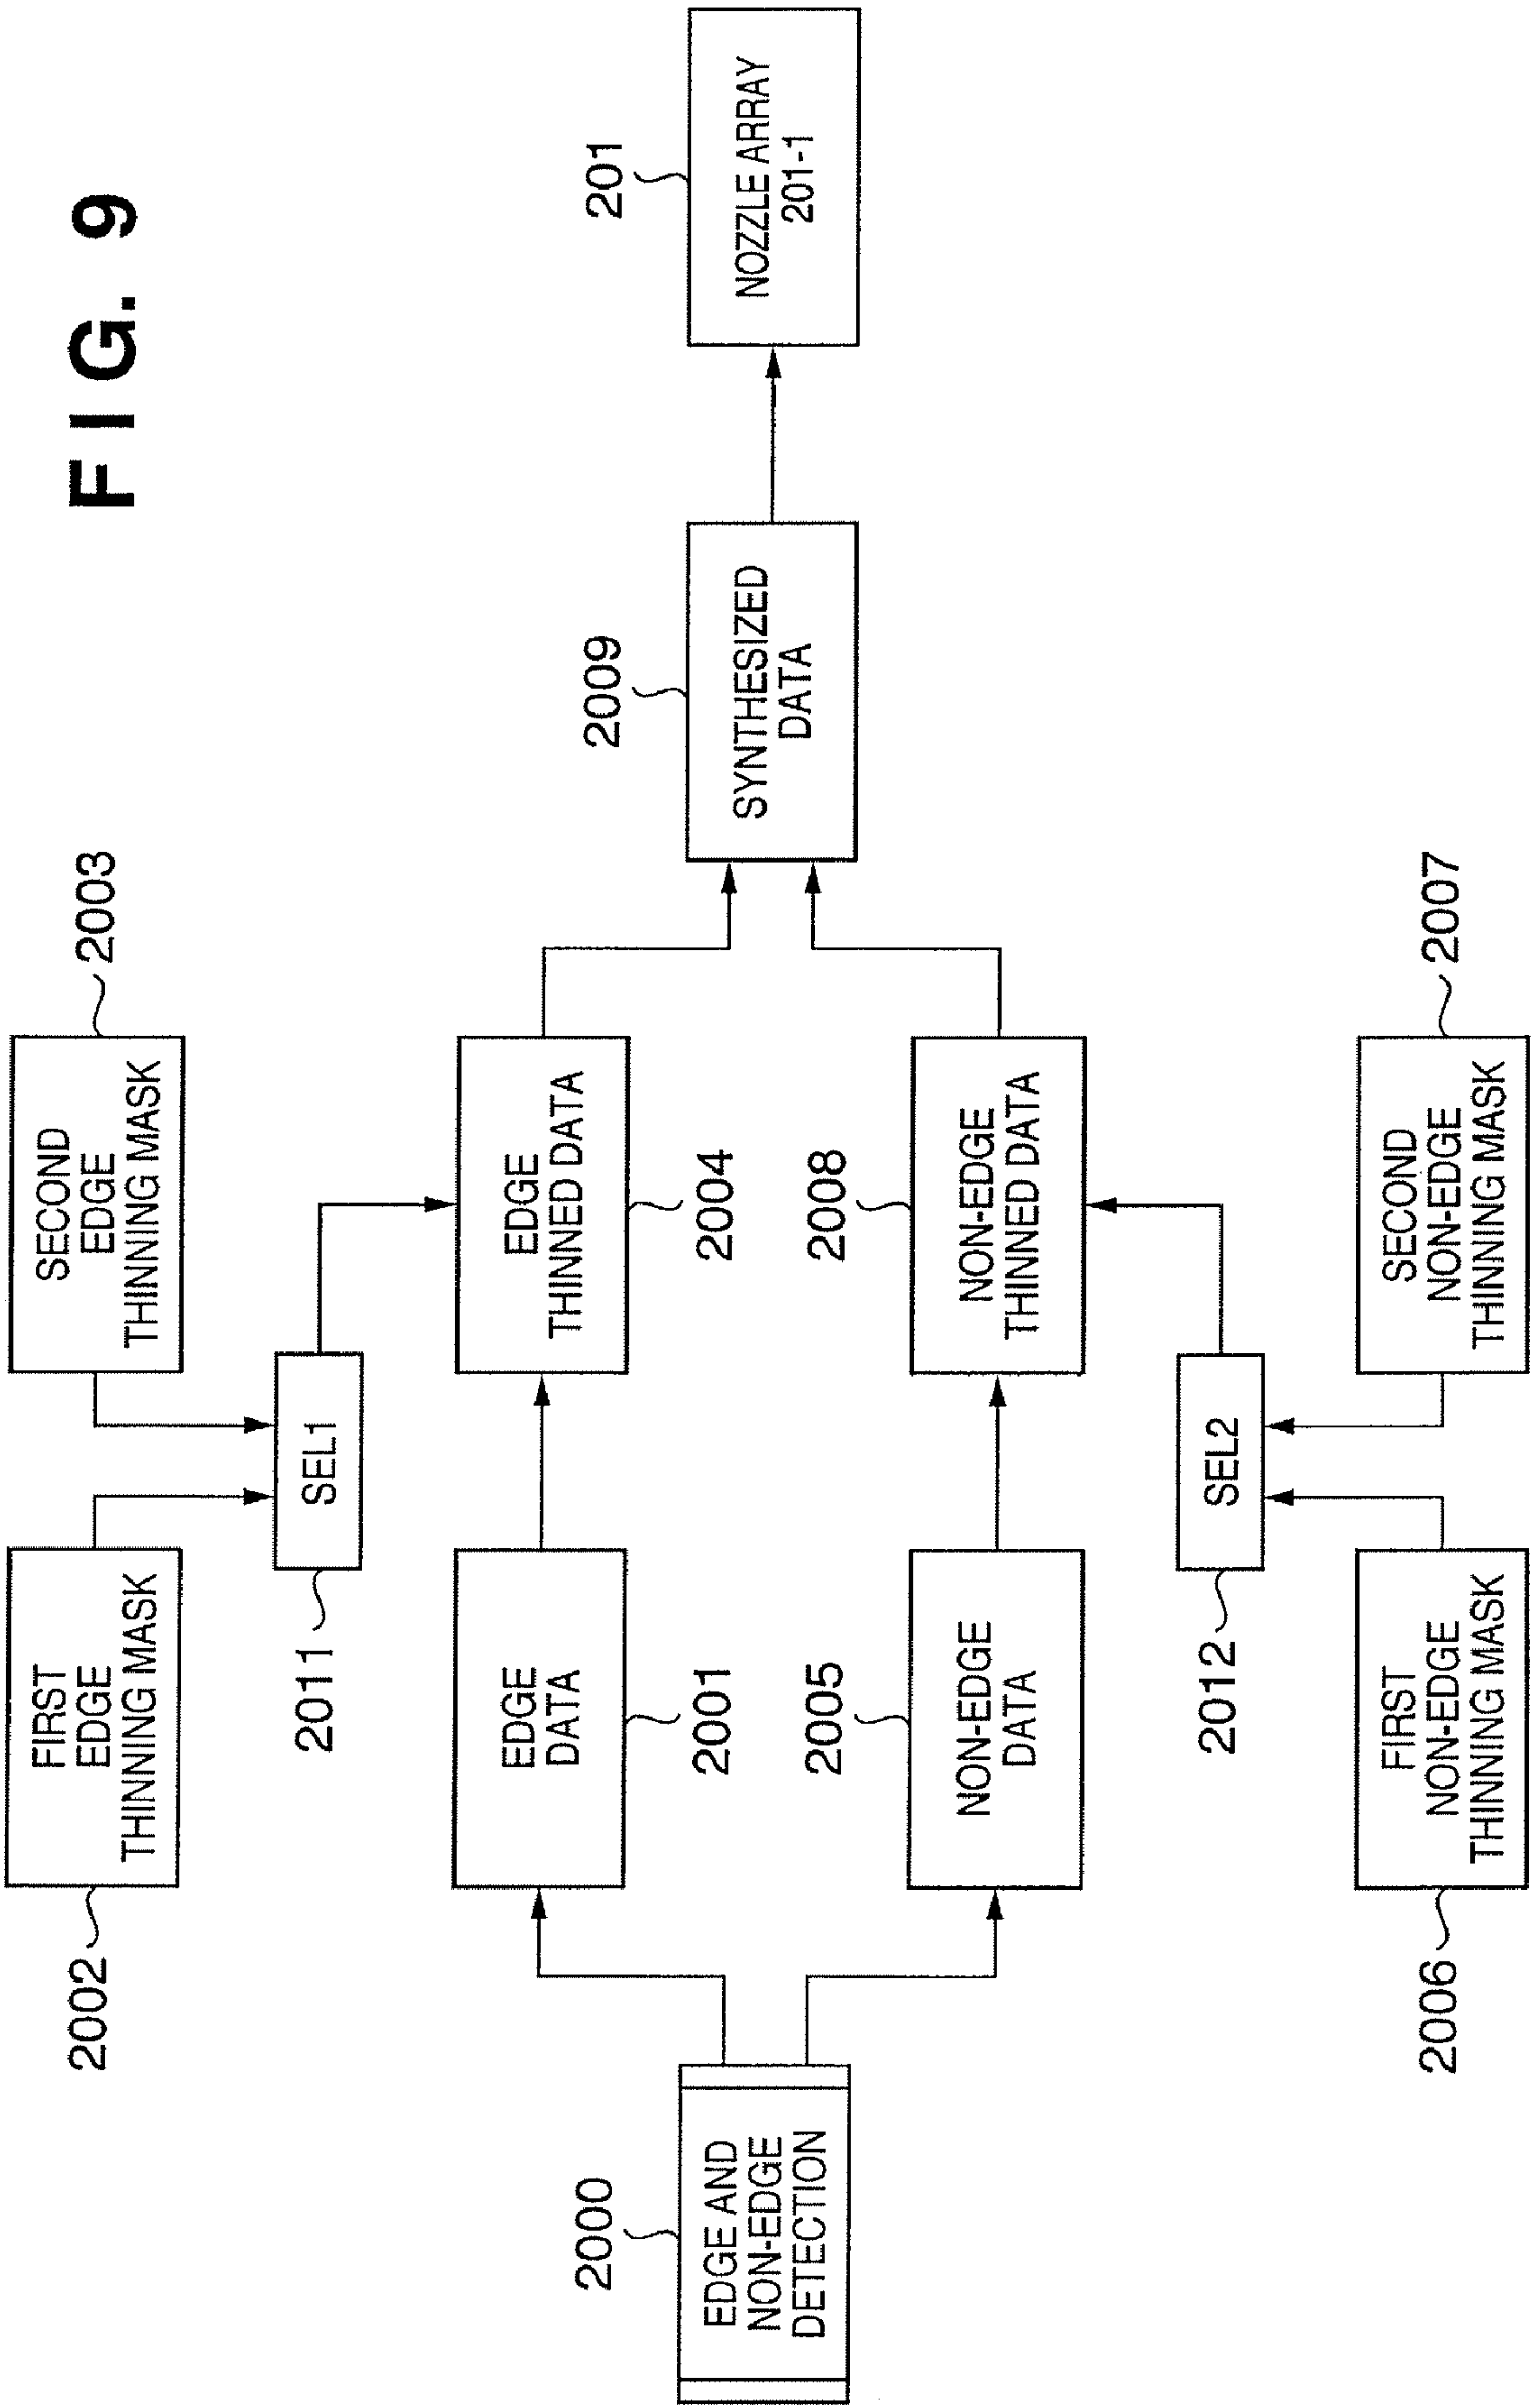 FIG. 9
2002
FIRST
EDGE
THINNING MASK
2003
SECOND
EDGE
THINNING MASK
2011
SEL1
2000
EDGE AND
NON-EDGE
DETECTION
EDGE
DATA
2001
EDGE
THINNED DATA
2004
2009
SYNTHESIZED
DATA
201
NOZZLE ARRAY
201-1
2005
NON-EDGE
DATA
2008
NON-EDGE
THINNED DATA
2012
SEL2
2006
FIRST
NON-EDGE
THINNING MASK
2007
SECOND
NON-EDGE
THINNING MASK